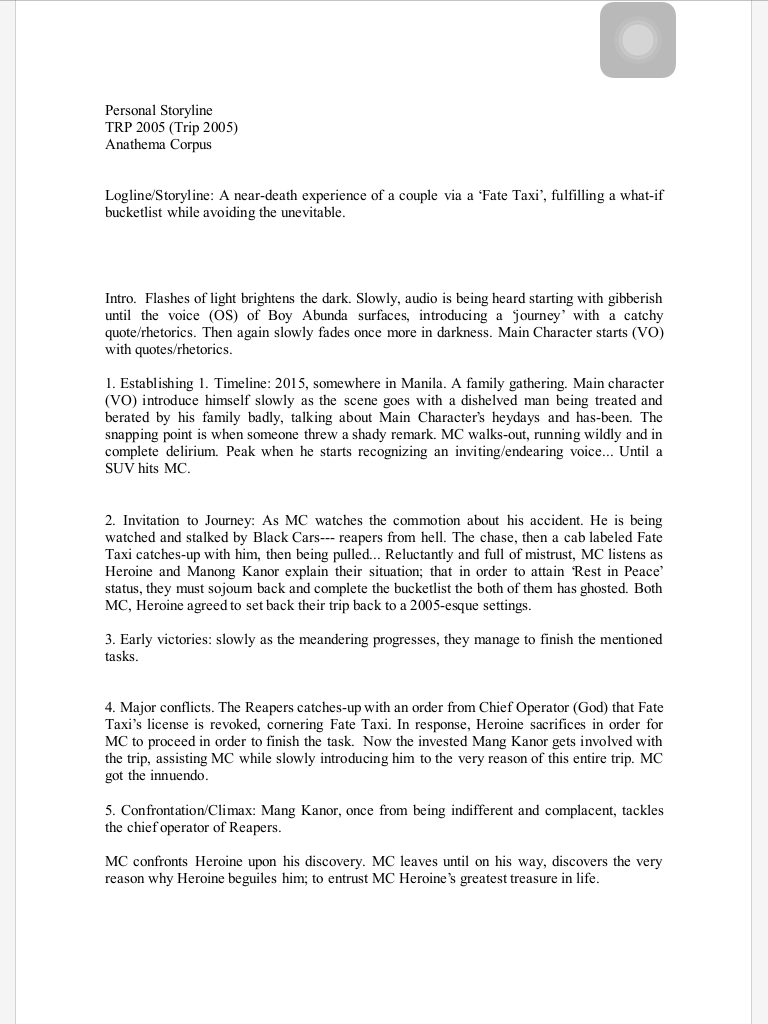 Personal Storyline
TRP 2005 (Trip 2005)
Anathema Corpus
Logline/Storyline: A near-death experience of a couple via a ‘Fate Taxi’, fulfilling a what-if
bucketlist while avoiding the unevitable.
Intro. Flashes of light brightens the dark. Slowly, audio is being heard starting with gibberish
until the voice (OS) of Boy Abunda surfaces, introducing a ‘journey’ with a catchy
quote/rhetorics. Then again slowly fades once more in darkness. Main Character starts (VO)
with quotes/rhetorics.
1. Establishing 1. Timeline: 2015, somewhere in Manila. A family gathering. Main character
(VO) introduce himself slowly as the scene goes with a dishelved man being treated and
berated by his family badly, talking about Main Character’s heydays and has-been. The
snapping point is when someone threw a shady remark. MC walks-out, running wildly and in
complete delirium. Peak when he starts recognizing an inviting/endearing voice... Until a
SUV hits MC.
2. Invitation to Journey: As MC watches the commotion about his accident. He is being
watched and stalked by Black Cars--- reapers from hell. The chase, then a cab labeled Fate
Taxi catches-up with him, then being pulled... Reluctantly and full of mistrust, MC listens as
Heroine and Manong Kanor explain their situation; that in order to attain ‘Rest in Peace’
status, they must sojourn back and complete the bucketlist the both of them has ghosted. Both
MC, Heroine agreed to set back their trip back to a 2005-esque settings.
3. Early victories: slowly as the meandering progresses, they manage to finish the mentioned
tasks.
4. Major conflicts. The Reapers catches-up with an order from Chief Operator (God) that Fate
Taxi’s license is revoked, cornering Fate Taxi. In response, Heroine sacrifices in order for
MC to proceed in order to finish the task. Now the invested Mang Kanor gets involved with
the trip, assisting MC while slowly introducing him to the very reason of this entire trip. MC
got the innuendo.
5. Confrontation/Climax: Mang Kanor, once from being indifferent and complacent, tackles
the chief operator of Reapers.
MC confronts Heroine upon his discovery. MC leaves until on his way, discovers the very
reason why Heroine beguiles him; to entrust MC Heroine’s greatest treasure in life.